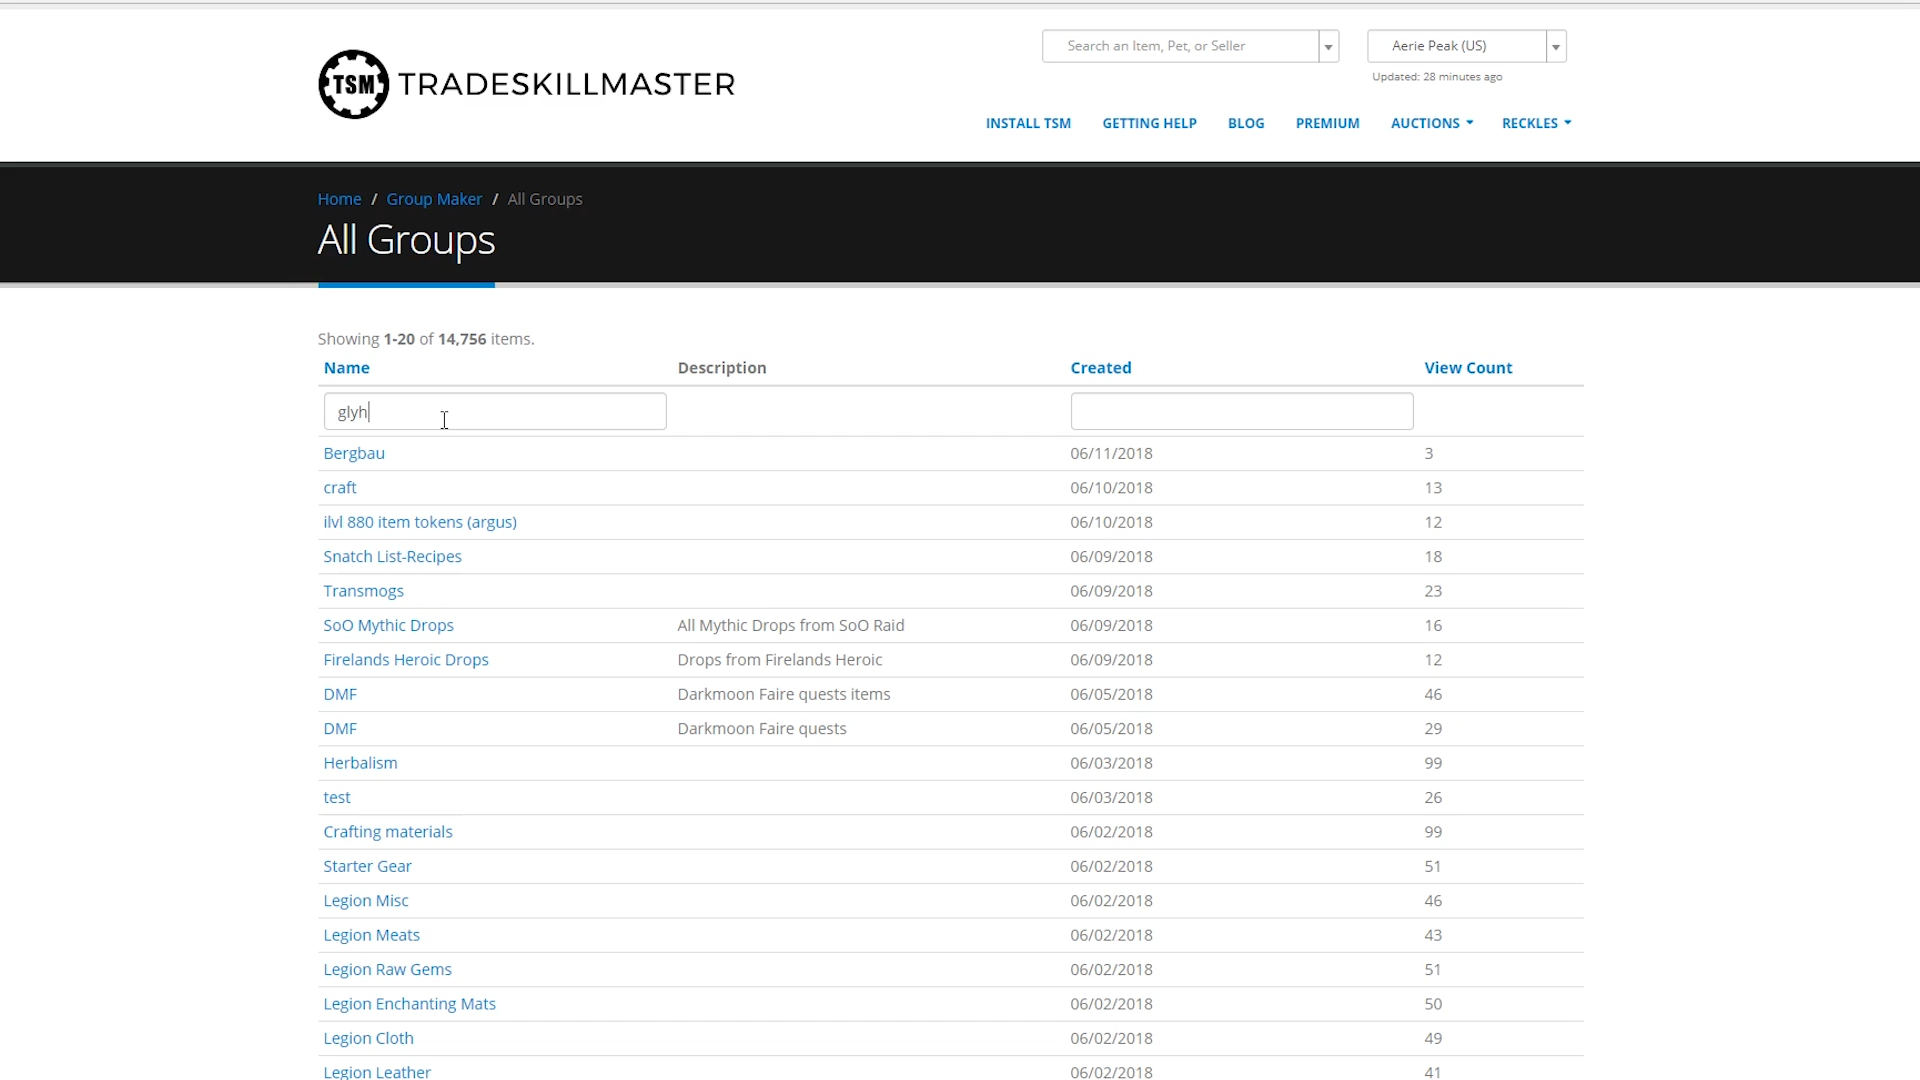 Search an Item, Pet, or Seller
Aerie Peak (US)
TSM TRADESKILLMASTER
Updated: 28 minutes ago
INSTALL TSM GETTING HELP BLOG PREMIUM AUCTIONS RECKLES
Home / Group Maker / All Groups
All Groups
Showing 1-20 of 14,756 items.
Name Description Created View Count
glyh
Bergbau 06/11/2018 3
craft 06/10/2018 13
ilvl 880 item tokens (argus) 06/10/2018 12
Snatch List-Recipes 06/09/2018 18
Transmogs 06/09/2018 23
SoO Mythic Drops All Mythic Drops from SoO Raid 06/09/2018 16
Firelands Heroic Drops Drops from Firelands Heroic 06/09/2018 12
DMF Darkmoon Faire quests items 06/05/2018 46
DMF Darkmoon Faire quests 06/05/2018 29
Herbalism 06/03/2018 99
test 06/03/2018 26
Crafting materials 06/02/2018 99
Starter Gear 06/02/2018 51
Legion Misc 06/02/2018 46
Legion Meats 06/02/2018 43
Legion Raw Gems 06/02/2018 51
Legion Enchanting Mats 06/02/2018 50
Legion Cloth 06/02/2018 49
Legion Leather 06/02/2018 41